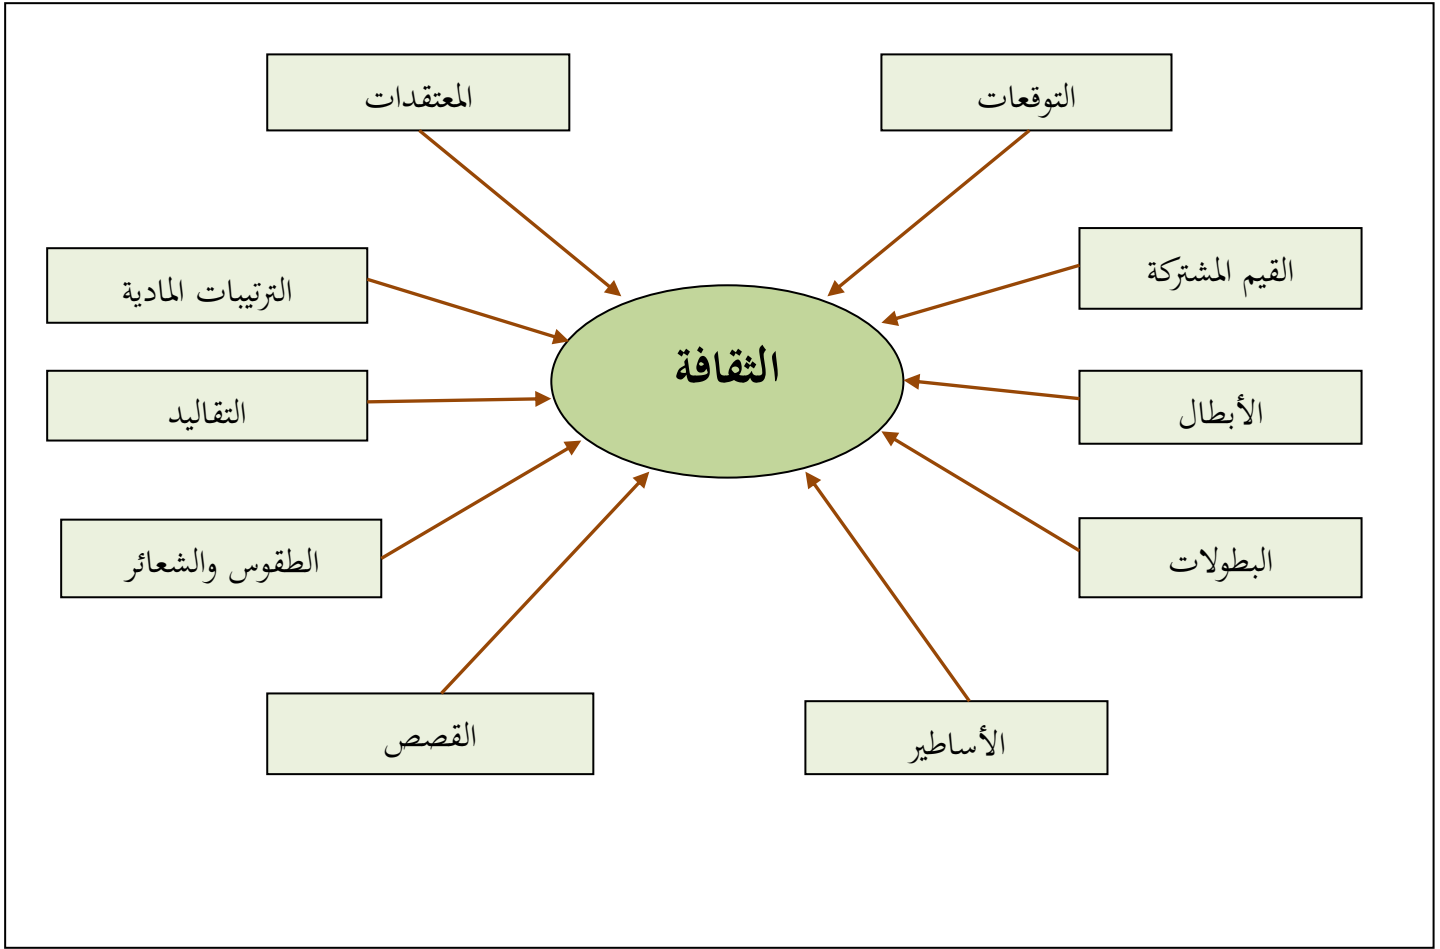 التوقعات
المعتقدات
القيم المشتركة
الترتيبات المادية
الثقافة
الأبطال
التقاليد
البطولات
الطقوس والشعائر
الأساطير
القصص